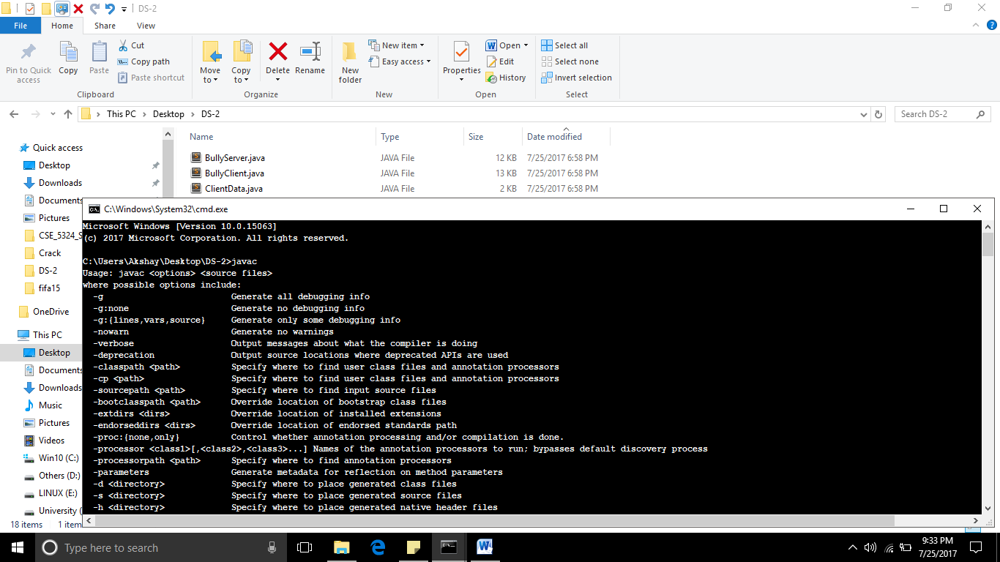 DS-2
File Home Share View
Pin to Quick access
Copy
Paste
Cut
Copy path
Paste shortcut
Clipboard
Move to
Copy to
Delete
Rename
Organize
New folder
New item
Easy access
New
Properties
Open
Edit
History
Open
Select all
Select none
Invert selection
Select
This PC > Desktop > DS-2
Search DS-2
Name Type Size Date modified
BullyServer.java JAVA File 12 KB 7/25/2017 6:58 PM
BullyClient.java JAVA File 13 KB 7/25/2017 6:58 PM
ClientData.java JAVA File 2 KB 7/25/2017 6:58 PM
Quick access
Desktop
Downloads
Documents
Pictures
CSE_5324_S
Crack
DS-2
fifa15
OneDrive
This PC
Desktop
Documents
Downloads
Music
Pictures
Videos
Win10 (C:)
Others (D:)
LINUX (E:)
University (
18 items 1 item
C:\Windows\System32\cmd.exe
Microsoft Windows [Version 10.0.15063]
(c) 2017 Microsoft Corporation. All rights reserved.
C:\Users\Akshay\Desktop\DS-2>javac
Usage: javac <options> <source files>
where possible options include:
-g Generate all debugging info
-g:none Generate no debugging info
-g:{lines,vars,source} Generate only some debugging info
-nowarn Generate no warnings
-verbose Output messages about what the compiler is doing
-deprecation Output source locations where deprecated APIs are used
-classpath <path> Specify where to find user class files and annotation processors
-cp <path> Specify where to find user class files and annotation processors
-sourcepath <path> Specify where to find input source files
-bootclasspath <path> Override location of bootstrap class files
-extdirs <dirs> Override location of installed extensions
-endorseddirs <dirs> Override location of endorsed standards path
-proc:{none,only} Control whether annotation processing and/or compilation is done.
-processor <class1>[,<class2>,<class3>...] Names of the annotation processors to run; bypasses default discovery process
-processorpath <path> Specify where to find annotation processors
-parameters Generate metadata for reflection on method parameters
-d <directory> Specify where to place generated class files
-s <directory> Specify where to place generated source files
-h <directory> Specify where to place generated native header files
Type here to search
9:33 PM
7/25/2017